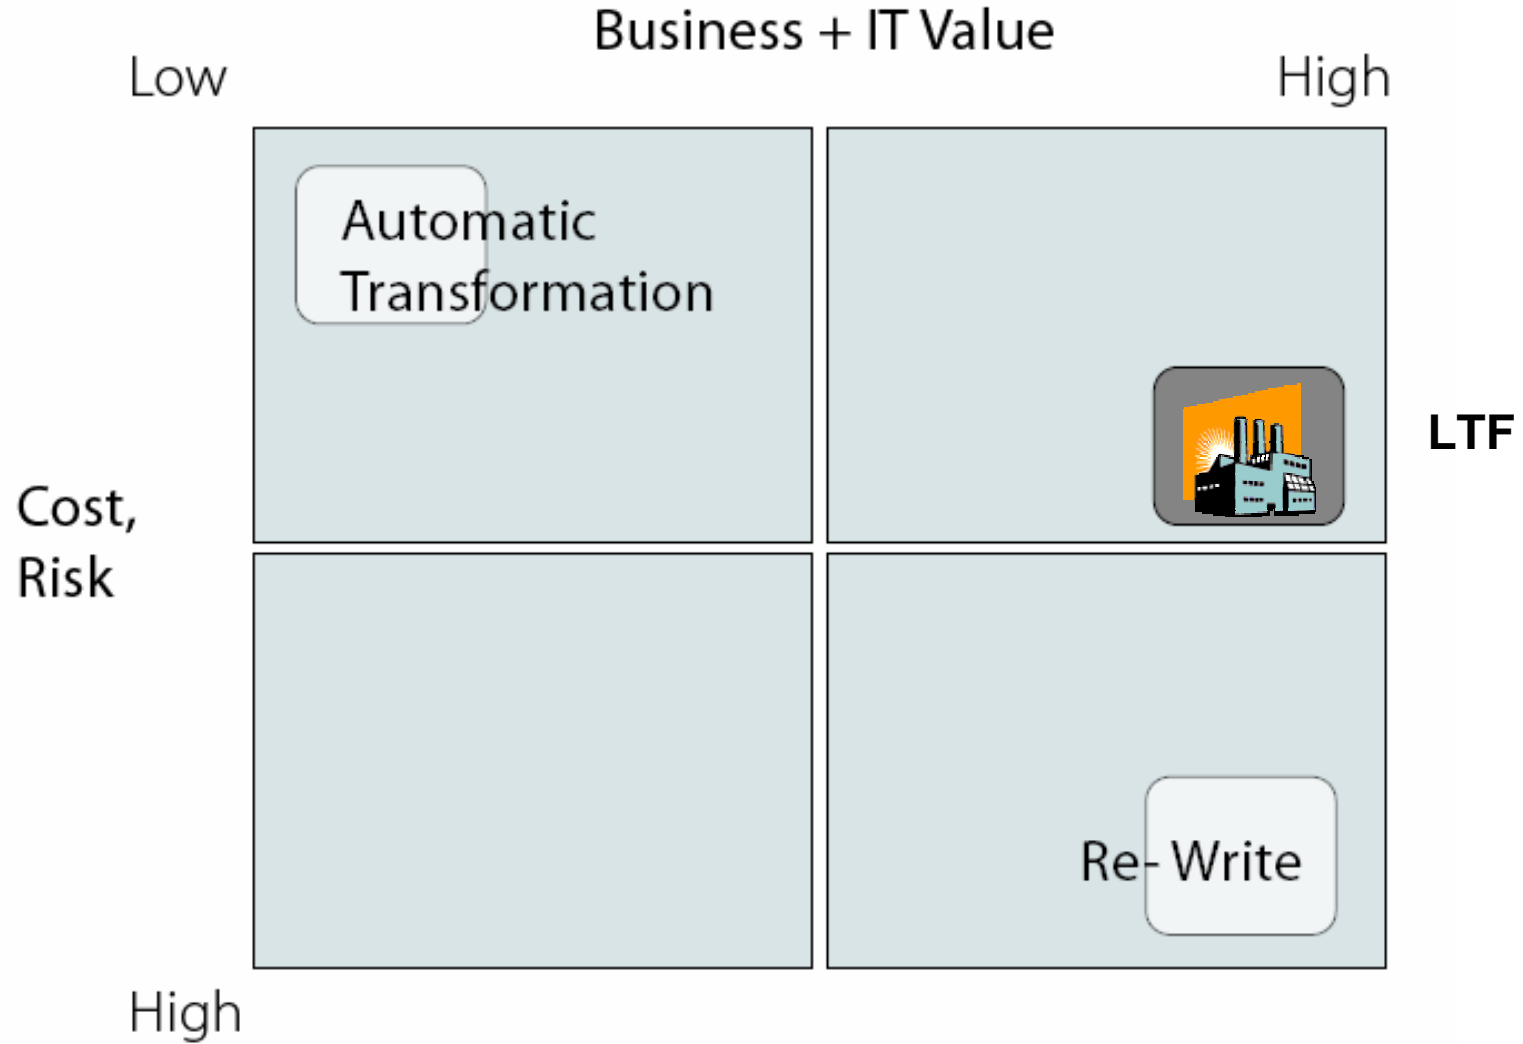 Business + IT Value
Low
High
Automatic
Transformation
LTF
Cost,
Risk
Re- Write
High